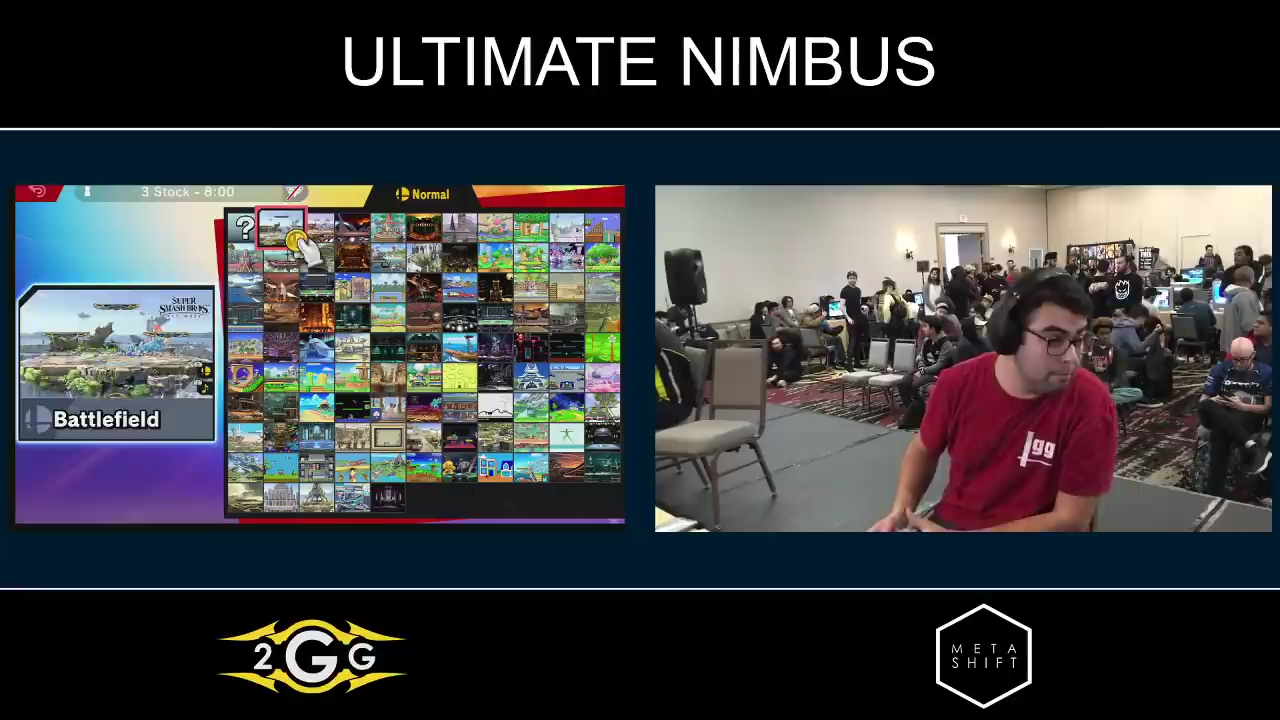 ULTIMATE NIMBUS
3 Stock - 8:00
Normal
?
SUPER
SMASH BROS
Battlefield
gg
2GG
META
SHIFT